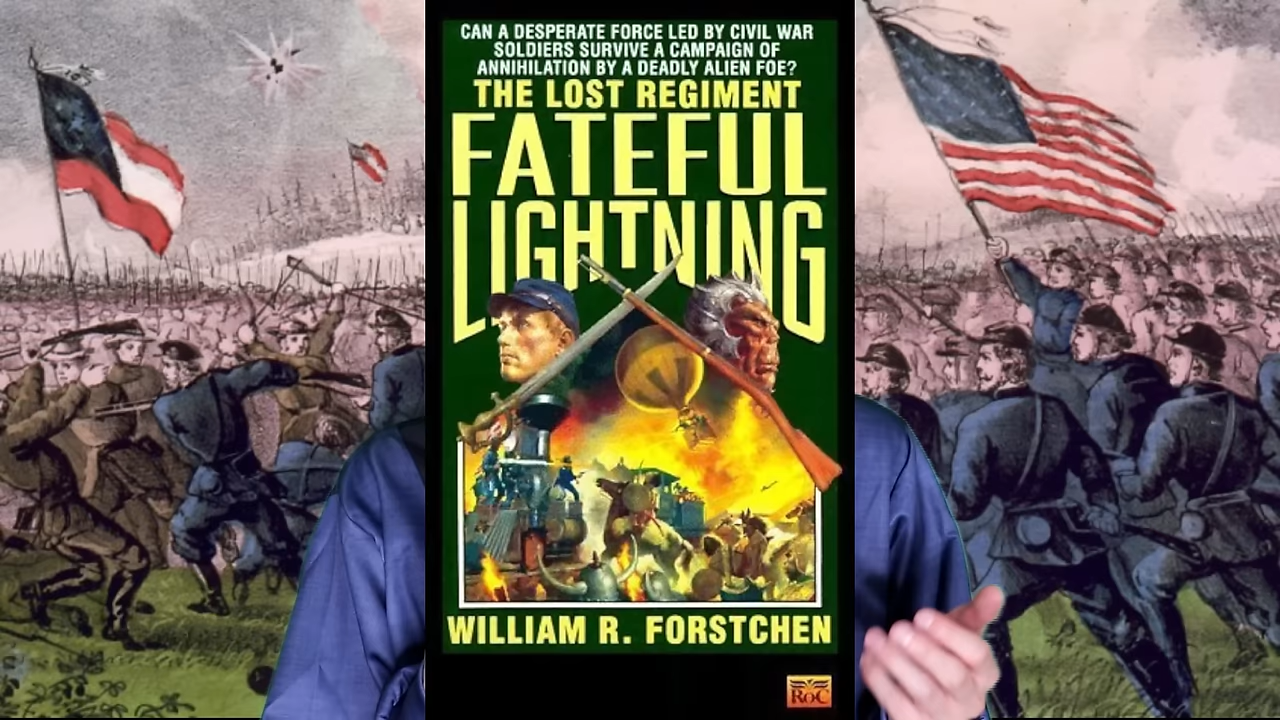 CAN A DESPERATE FORCE LED BY CIVIL WAR
SOLDIERS SURVIVE A CAMPAIGN OF
ANNIHILATION BY A DEADLY ALIEN FOE?
THE LOST REGIMENT
FATEFUL
LIGHTNING
WILLIAM R. FORSTCHEN
ROC